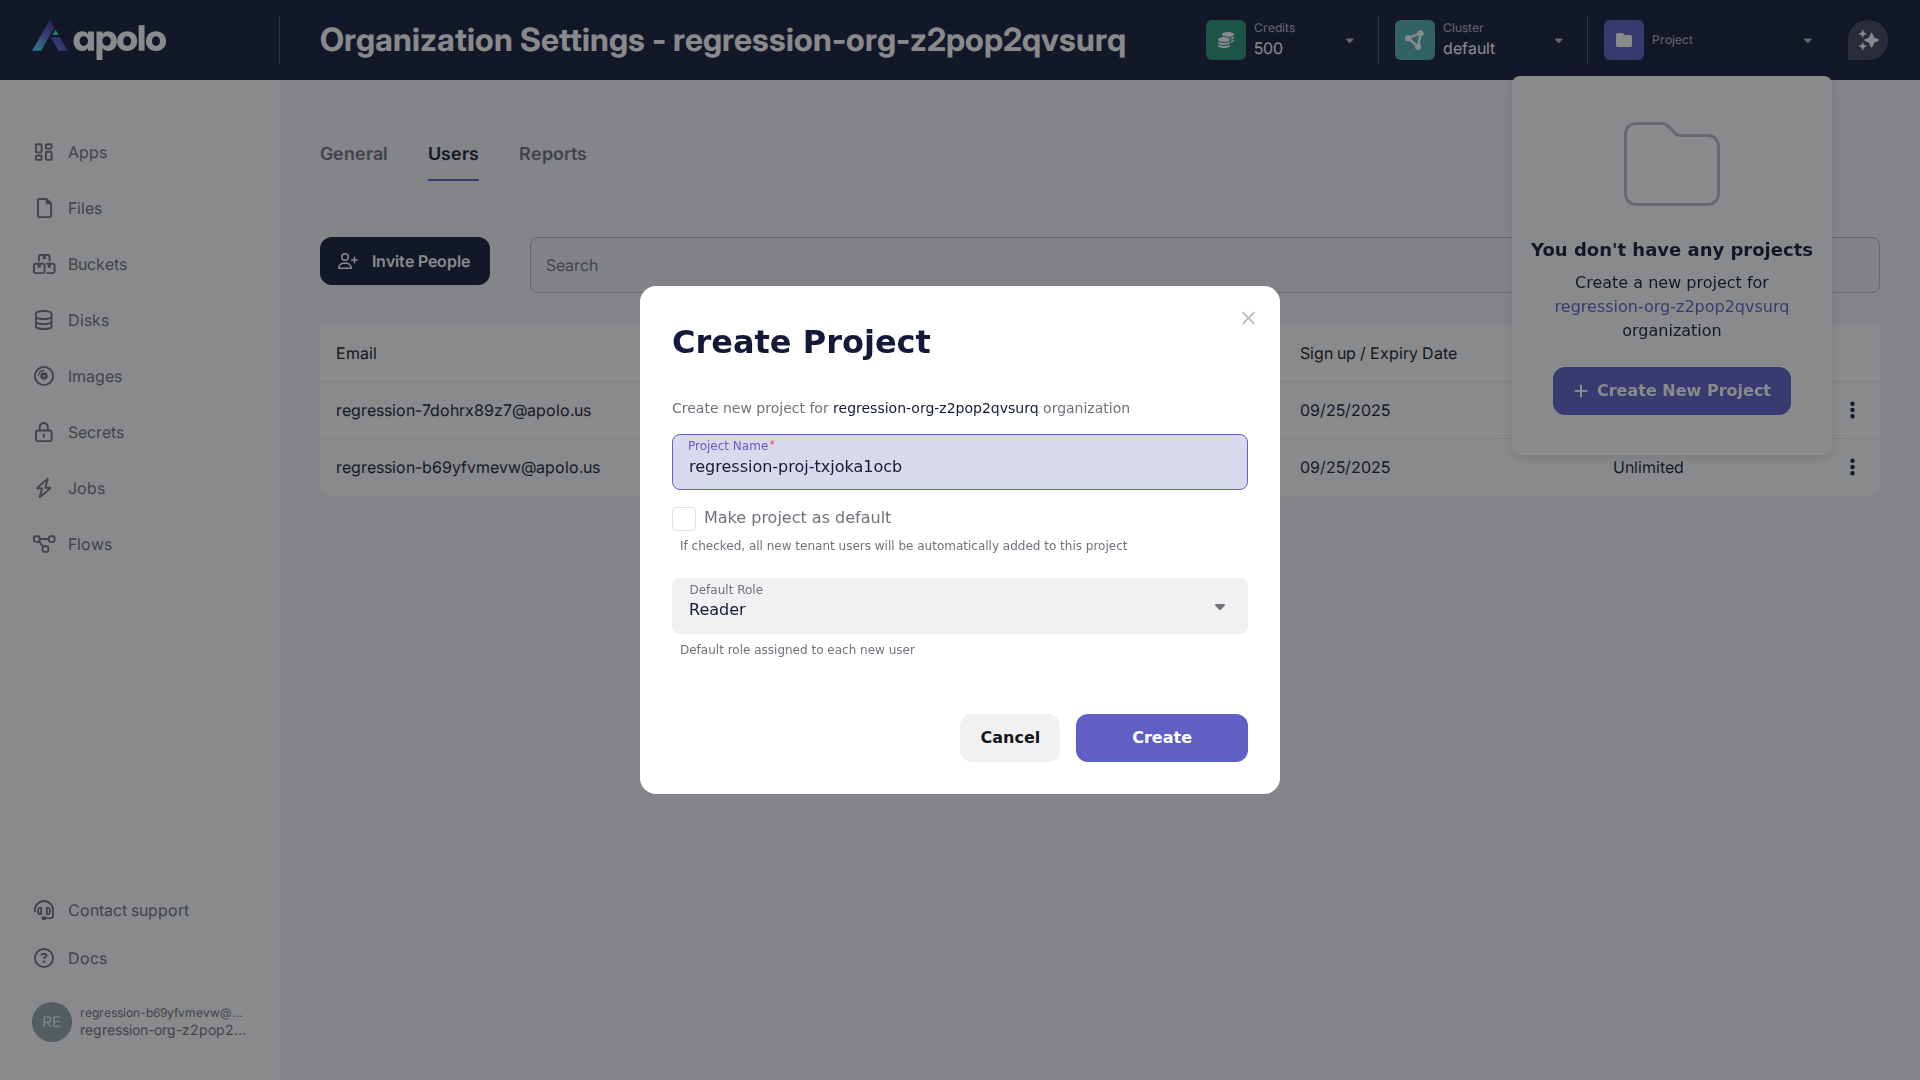 apolo
Organization Settings - regression-org-z2pop2qvsurq
Credits
500
Cluster
default
Project
Apps
Files
Buckets
Disks
Images
Secrets
Jobs
Flows
Contact support
Docs
RE
regression-b69yfvmevw@...
regression-org-z2pop2...
General
Users
Reports
Invite People
Search
Email
Sign up / Expiry Date
regression-7dohrx89z7@apolo.us
09/25/2025
regression-b69yfvmevw@apolo.us
09/25/2025
Unlimited
You don't have any projects
Create a new project for
regression-org-z2pop2qvsurq
organization
+ Create New Project
Create Project
Create new project for regression-org-z2pop2qvsurq organization
Project Name*
regression-proj-txjoka1ocb
Make project as default
If checked, all new tenant users will be automatically added to this project
Default Role
Reader
Default role assigned to each new user
Cancel
Create